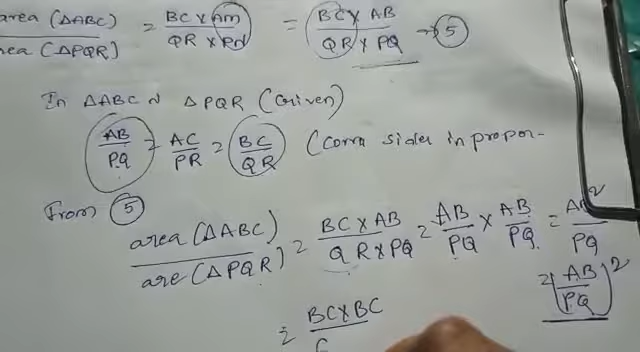 area (ΔABC) / area (ΔPQR) = BC × AM / QR × PN = BC × AB / QR × PQ → ⑤
In ΔABC ~ ΔPQR (Given)
AB/PQ = AC/PR = BC/QR (Corra sides in propor-
From ⑤
area (ΔABC) / are (ΔPQR) = BC × AB / QR × PQ = AB/PQ × AB/PQ = AB² / PQ
= (AB/PQ)²
= BC × BC